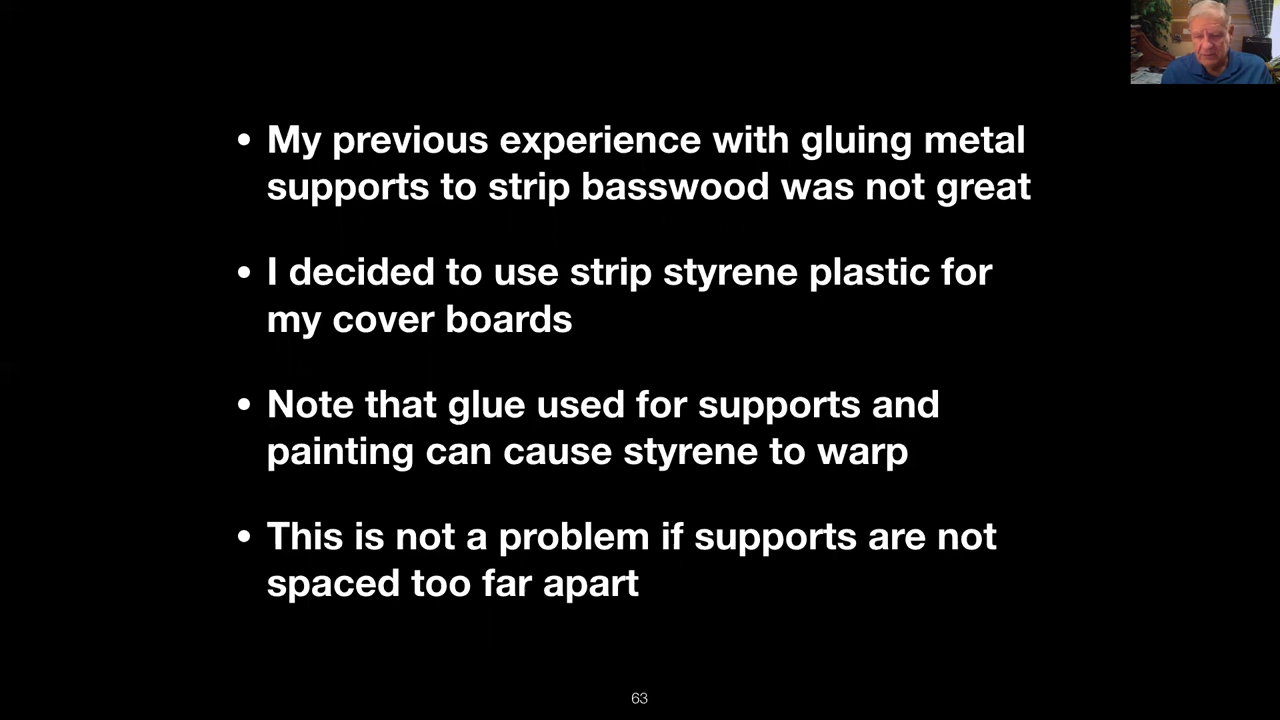 • My previous experience with gluing metal
supports to strip basswood was not great
• I decided to use strip styrene plastic for
my cover boards
• Note that glue used for supports and
painting can cause styrene to warp
• This is not a problem if supports are not
spaced too far apart
63